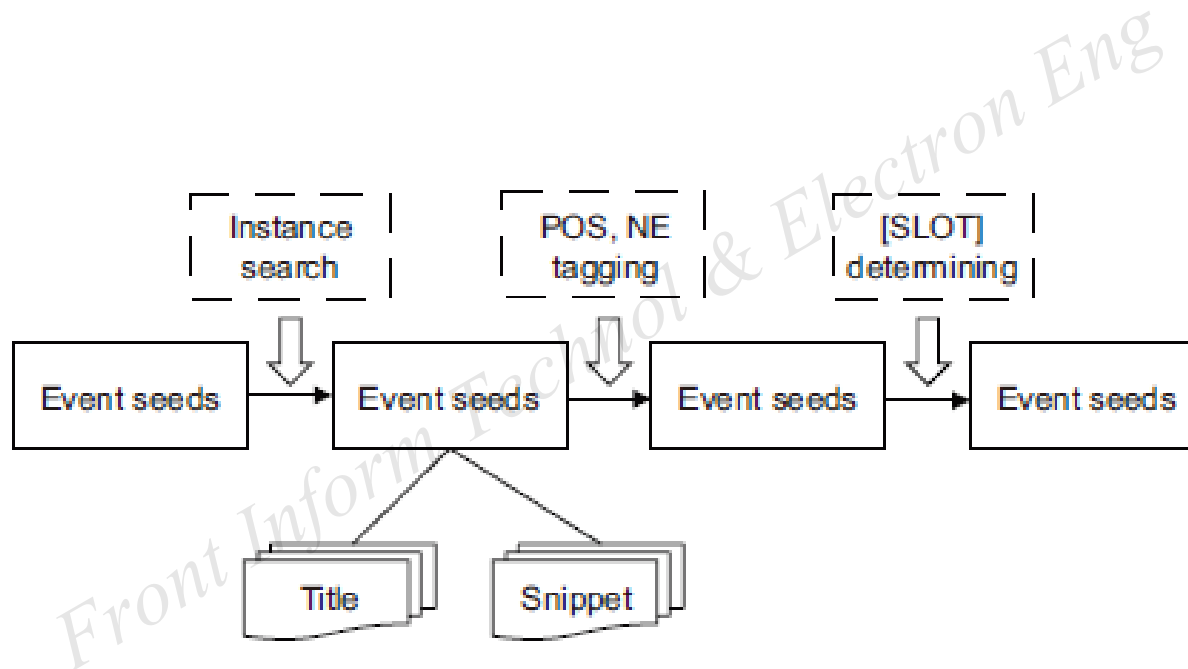 Front Inform Technol & Electron Eng
Instance
search
POS, NE
tagging
[SLOT]
determining
Event seeds
Event seeds
Event seeds
Event seeds
Title
Snippet